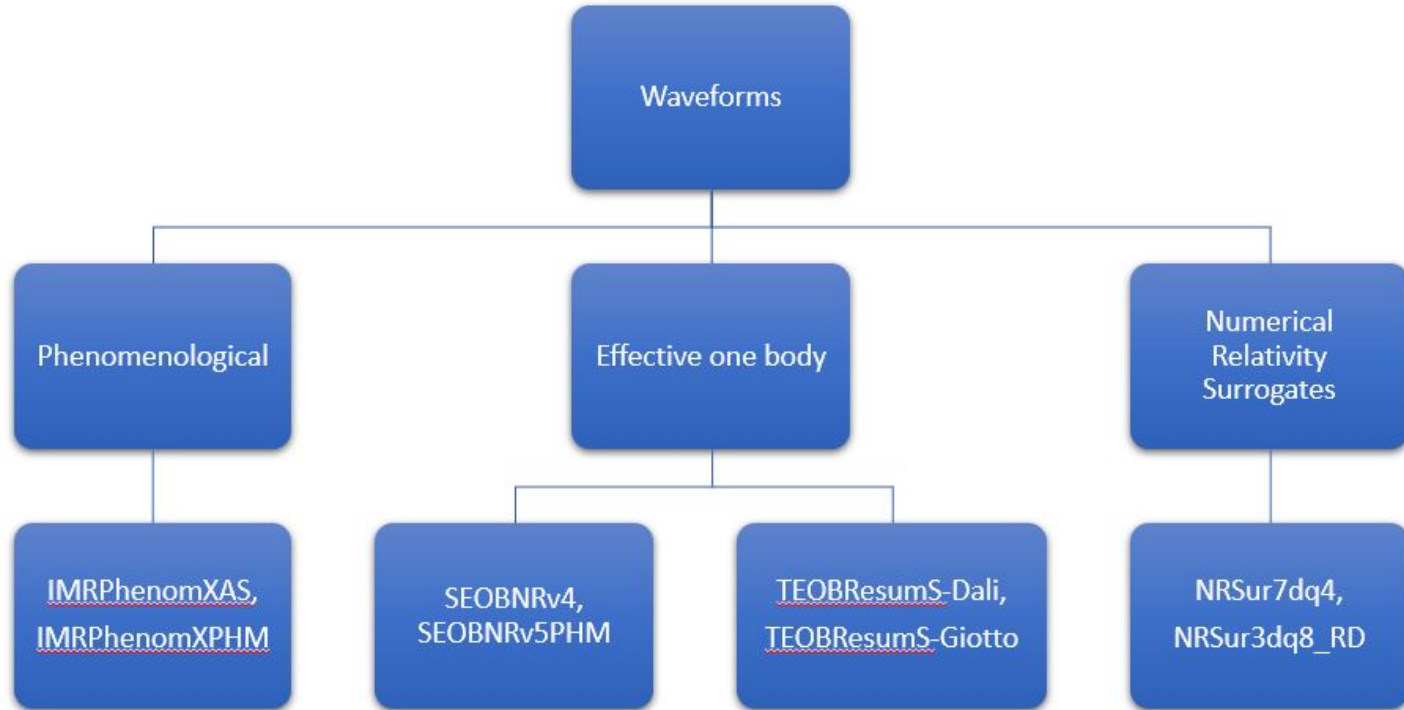 Waveforms
Phenomenological
Effective one body
Numerical
Relativity
Surrogates
IMRPhenomXAS,
IMRPhenomXPHM
SEOBNRv4,
SEOBNRv5PHM
TEOBResumS-Dali,
TEOBResumS-Giotto
NRSur7dq4,
NRSur3dq8_RD